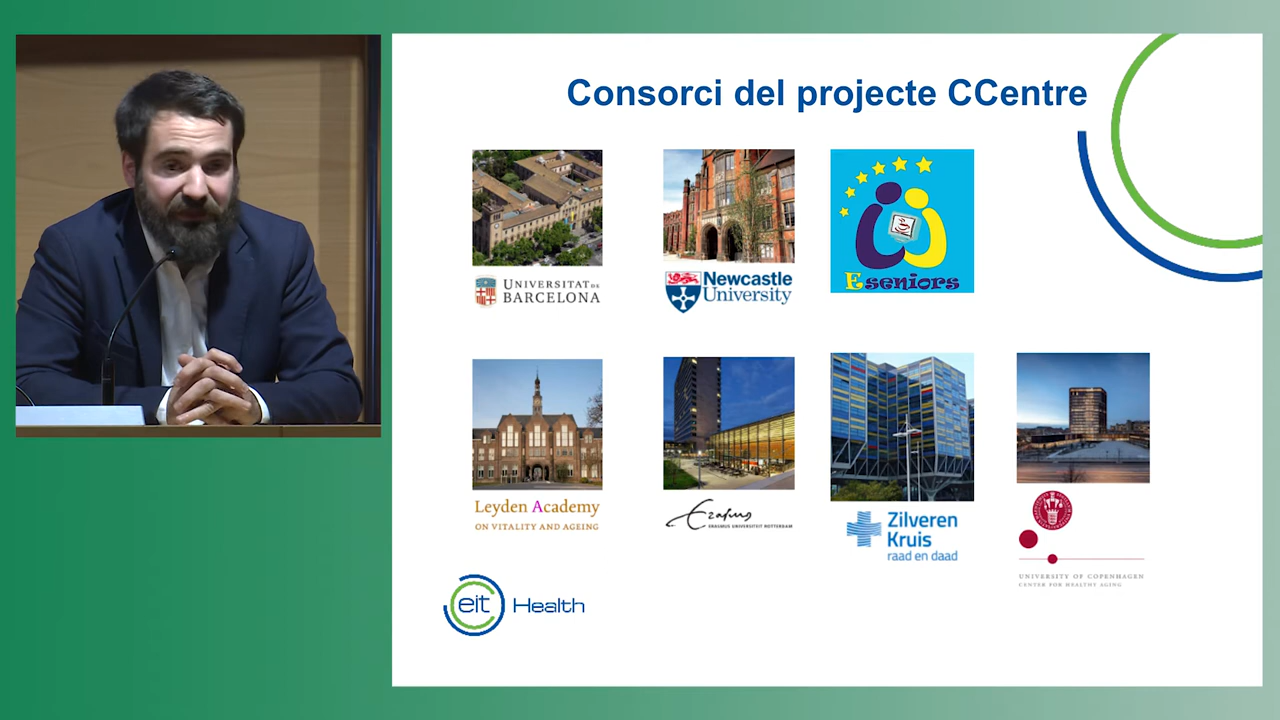 Consorci del projecte CCentre
UNIVERSITAT DE
BARCELONA
Newcastle
University
Eseniors
Leyden Academy
ON VITALITY AND AGEING
Erasmus
ERASMUS UNIVERSITEIT ROTTERDAM
Zilveren
Kruis
raad en daad
UNIVERSITY OF COPENHAGEN
CENTER FOR HEALTHY AGING
eit Health